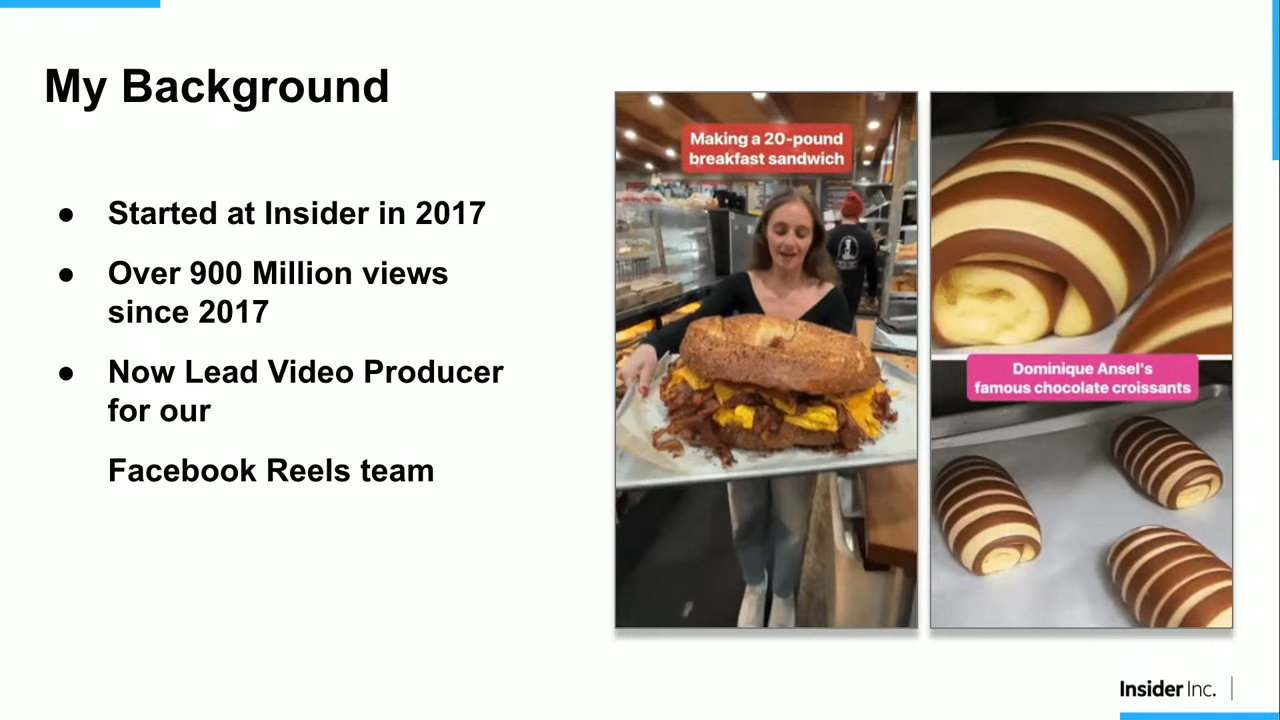 My Background
● Started at Insider in 2017
● Over 900 Million views
since 2017
● Now Lead Video Producer
for our
Facebook Reels team
Making a 20-pound
breakfast sandwich
Dominique Ansel's
famous chocolate croissants
Insider Inc.